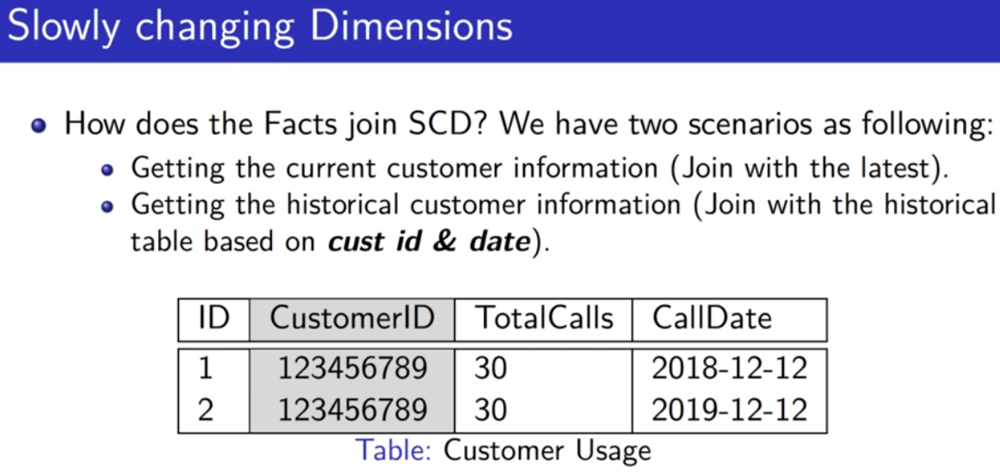 Slowly changing Dimensions
How does the Facts join SCD? We have two scenarios as following:
Getting the current customer information (Join with the latest).
Getting the historical customer information (Join with the historical
table based on cust id & date).
ID CustomerID TotalCalls CallDate
1 123456789 30 2018-12-12
2 123456789 30 2019-12-12
Table: Customer Usage